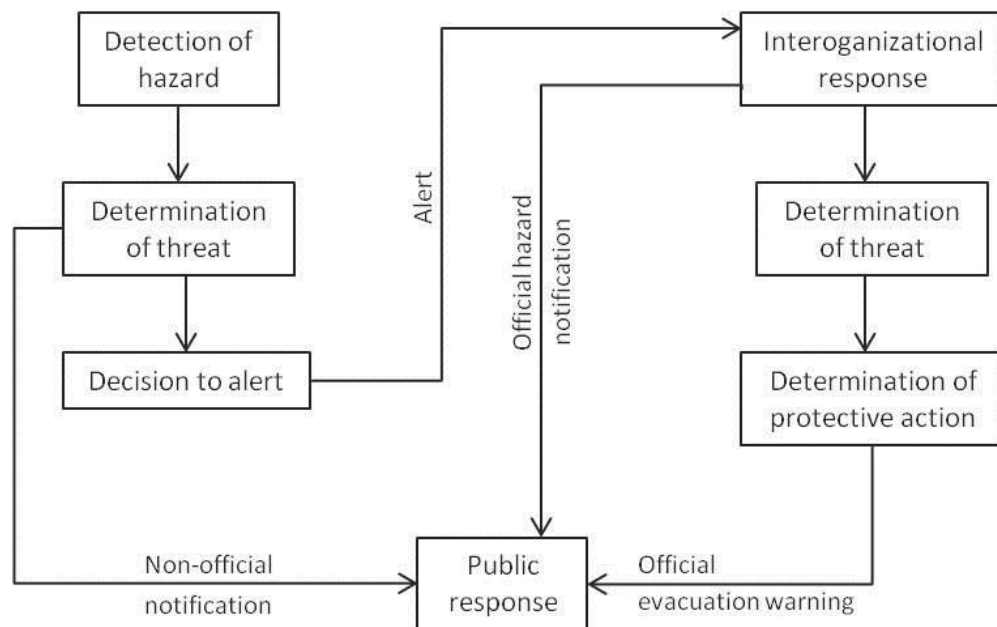 Detection of
hazard
Interoganizational
response
Alert
Official hazard
notification
Determination
of threat
Determination
of threat
Decision to alert
Determination of
protective action
Non-official
notification
Public
response
Official
evacuation warning